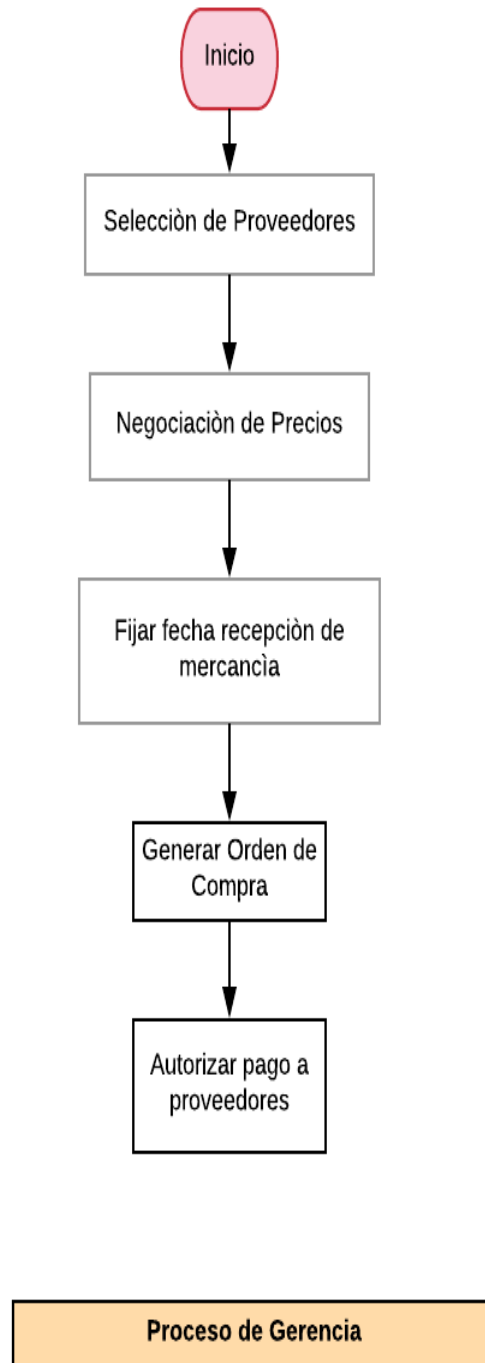 Inicio
Selecciòn de Proveedores
Negociaciòn de Precios
Fijar fecha recepciòn de
mercancìa
Generar Orden de
Compra
Autorizar pago a
proveedores
Proceso de Gerencia